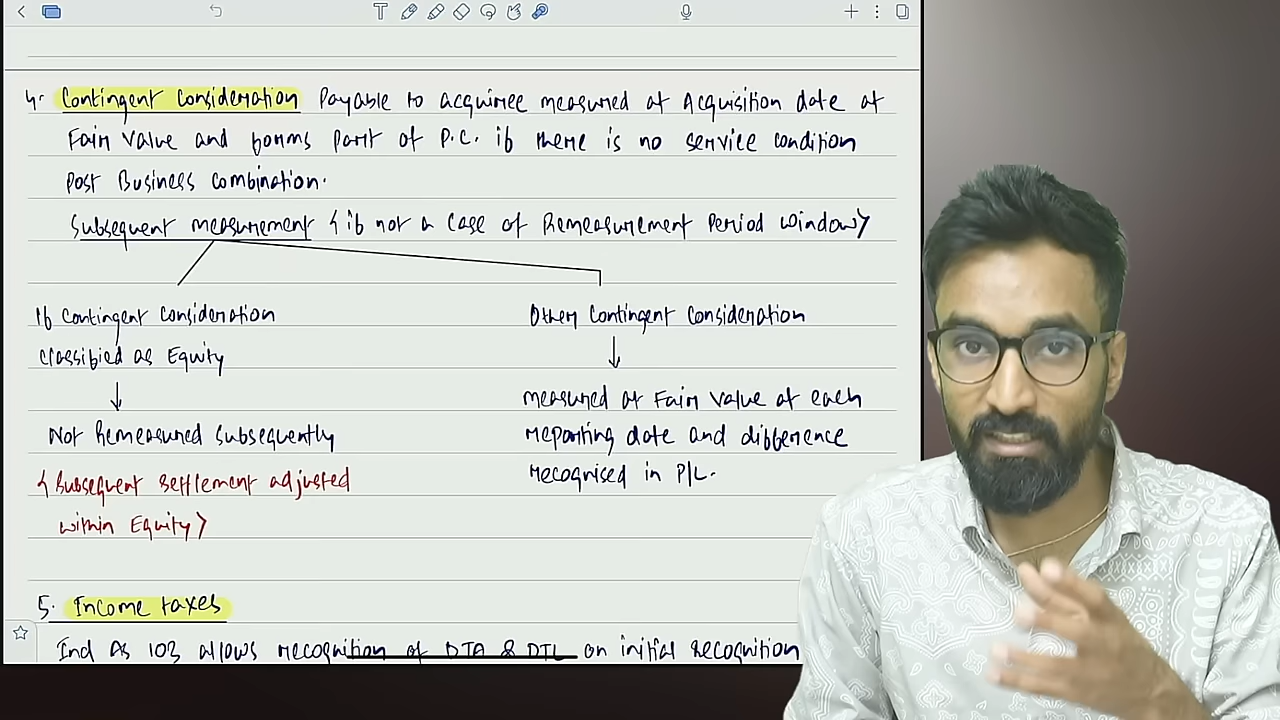 4. Contingent Consideration Payable to acquiree measured at Acquisition date at
Fair Value and forms part of P.C. if there is no service condition
Post Business Combination.
Subsequent measurement { if not a case of Remeasurement Period Window}
If Contingent Consideration
classified as Equity
↓
Not Remeasured Subsequently
{ Subsequent settlement adjusted
within Equity }
Other Contingent Consideration
↓
measured at Fair Value at each
reporting date and difference
recognised in P/L.
5. Income taxes
Ind As 103 allows recognition of DTA & DTL on initial recognition